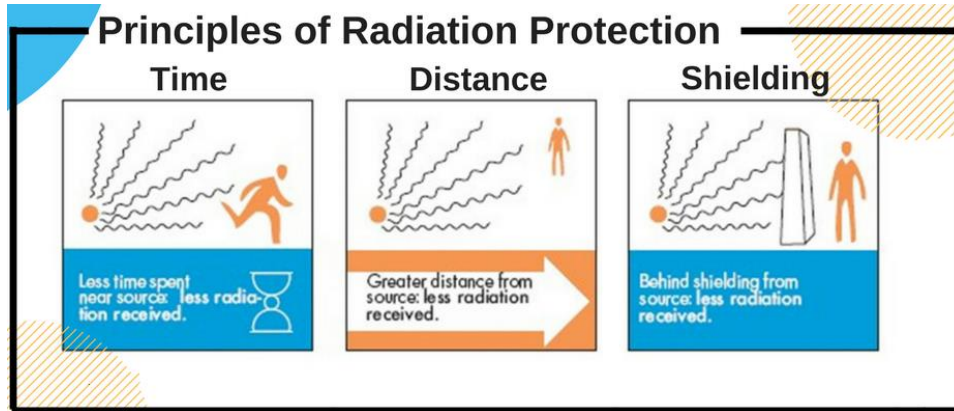 Principles of Radiation Protection
Time
Less time spent
near source: less radia-
tion received.
Distance
Greater distance from
source: less radiation
received.
Shielding
Behind shielding from
source: less radiation
received.